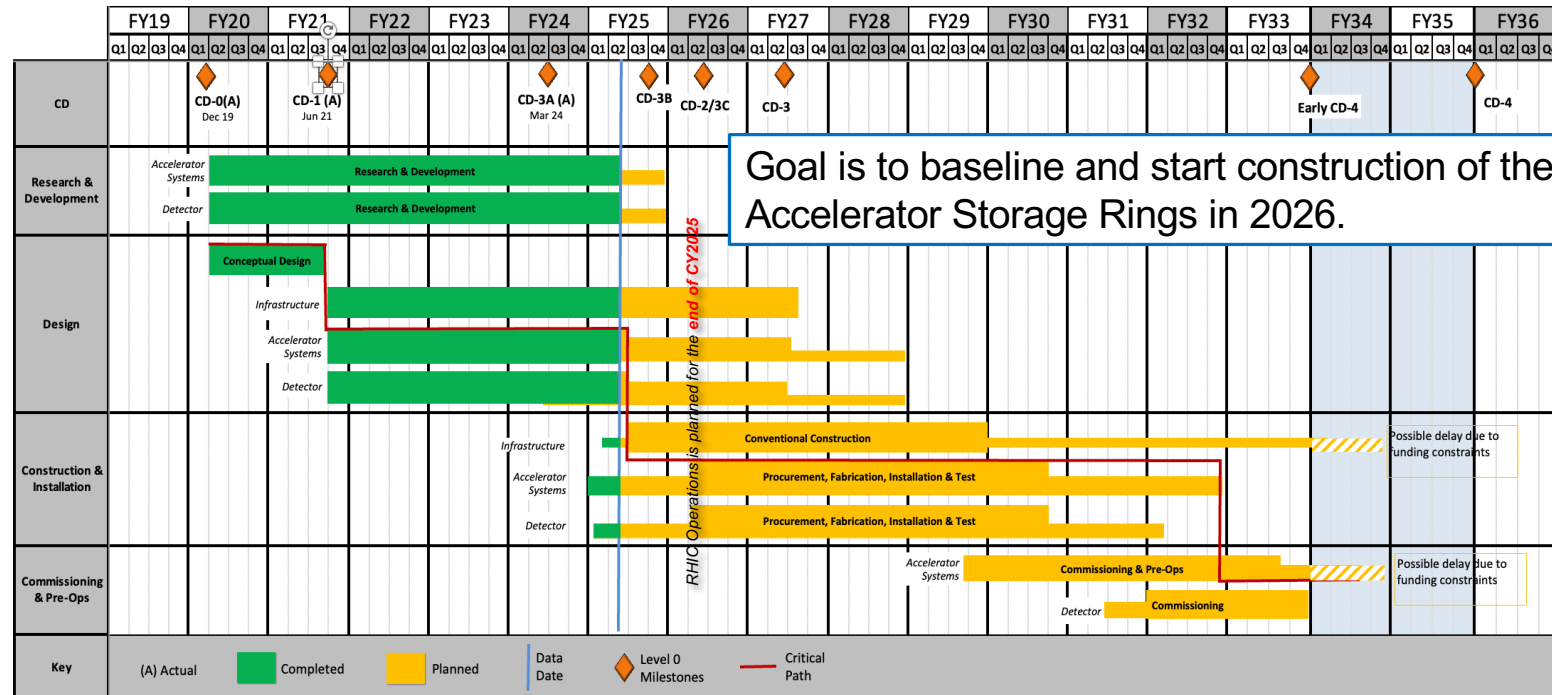 FY19 FY20 FY21 FY22 FY23 FY24 FY25 FY26 FY27 FY28 FY29 FY30 FY31 FY32 FY33 FY34 FY35 FY36
Q1 Q2 Q3 Q4 Q1 Q2 Q3 Q4 Q1 Q2 Q3 Q4 Q1 Q2 Q3 Q4 Q1 Q2 Q3 Q4 Q1 Q2 Q3 Q4 Q1 Q2 Q3 Q4 Q1 Q2 Q3 Q4 Q1 Q2 Q3 Q4 Q1 Q2 Q3 Q4 Q1 Q2 Q3 Q4 Q1 Q2 Q3 Q4 Q1 Q2 Q3 Q4 Q1 Q2 Q3 Q4 Q1 Q2 Q3 Q4 Q1 Q2 Q3 Q4 Q1 Q2 Q3 Q4 Q1 Q2 Q3
CD
CD-0(A)
Dec 19
CD-1 (A)
Jun 21
CD-3A (A)
Mar 24
CD-3B
CD-2/3C
CD-3
Early CD-4
CD-4
Goal is to baseline and start construction of the
Accelerator Storage Rings in 2026.
Research &
Development
Accelerator
Systems
Research & Development
Detector
Research & Development
RHIC Operations is planned for the end of CY2025
Design
Conceptual Design
Infrastructure
Accelerator
Systems
Detector
Construction &
Installation
Infrastructure
Conventional Construction
Possible delay due to
funding constraints
Accelerator
Systems
Procurement, Fabrication, Installation & Test
Detector
Procurement, Fabrication, Installation & Test
Commissioning
& Pre-Ops
Accelerator
Systems
Commissioning & Pre-Ops
Possible delay due to
funding constraints
Detector
Commissioning
Key
(A) Actual
Completed
Planned
Data
Date
Level 0
Milestones
Critical
Path